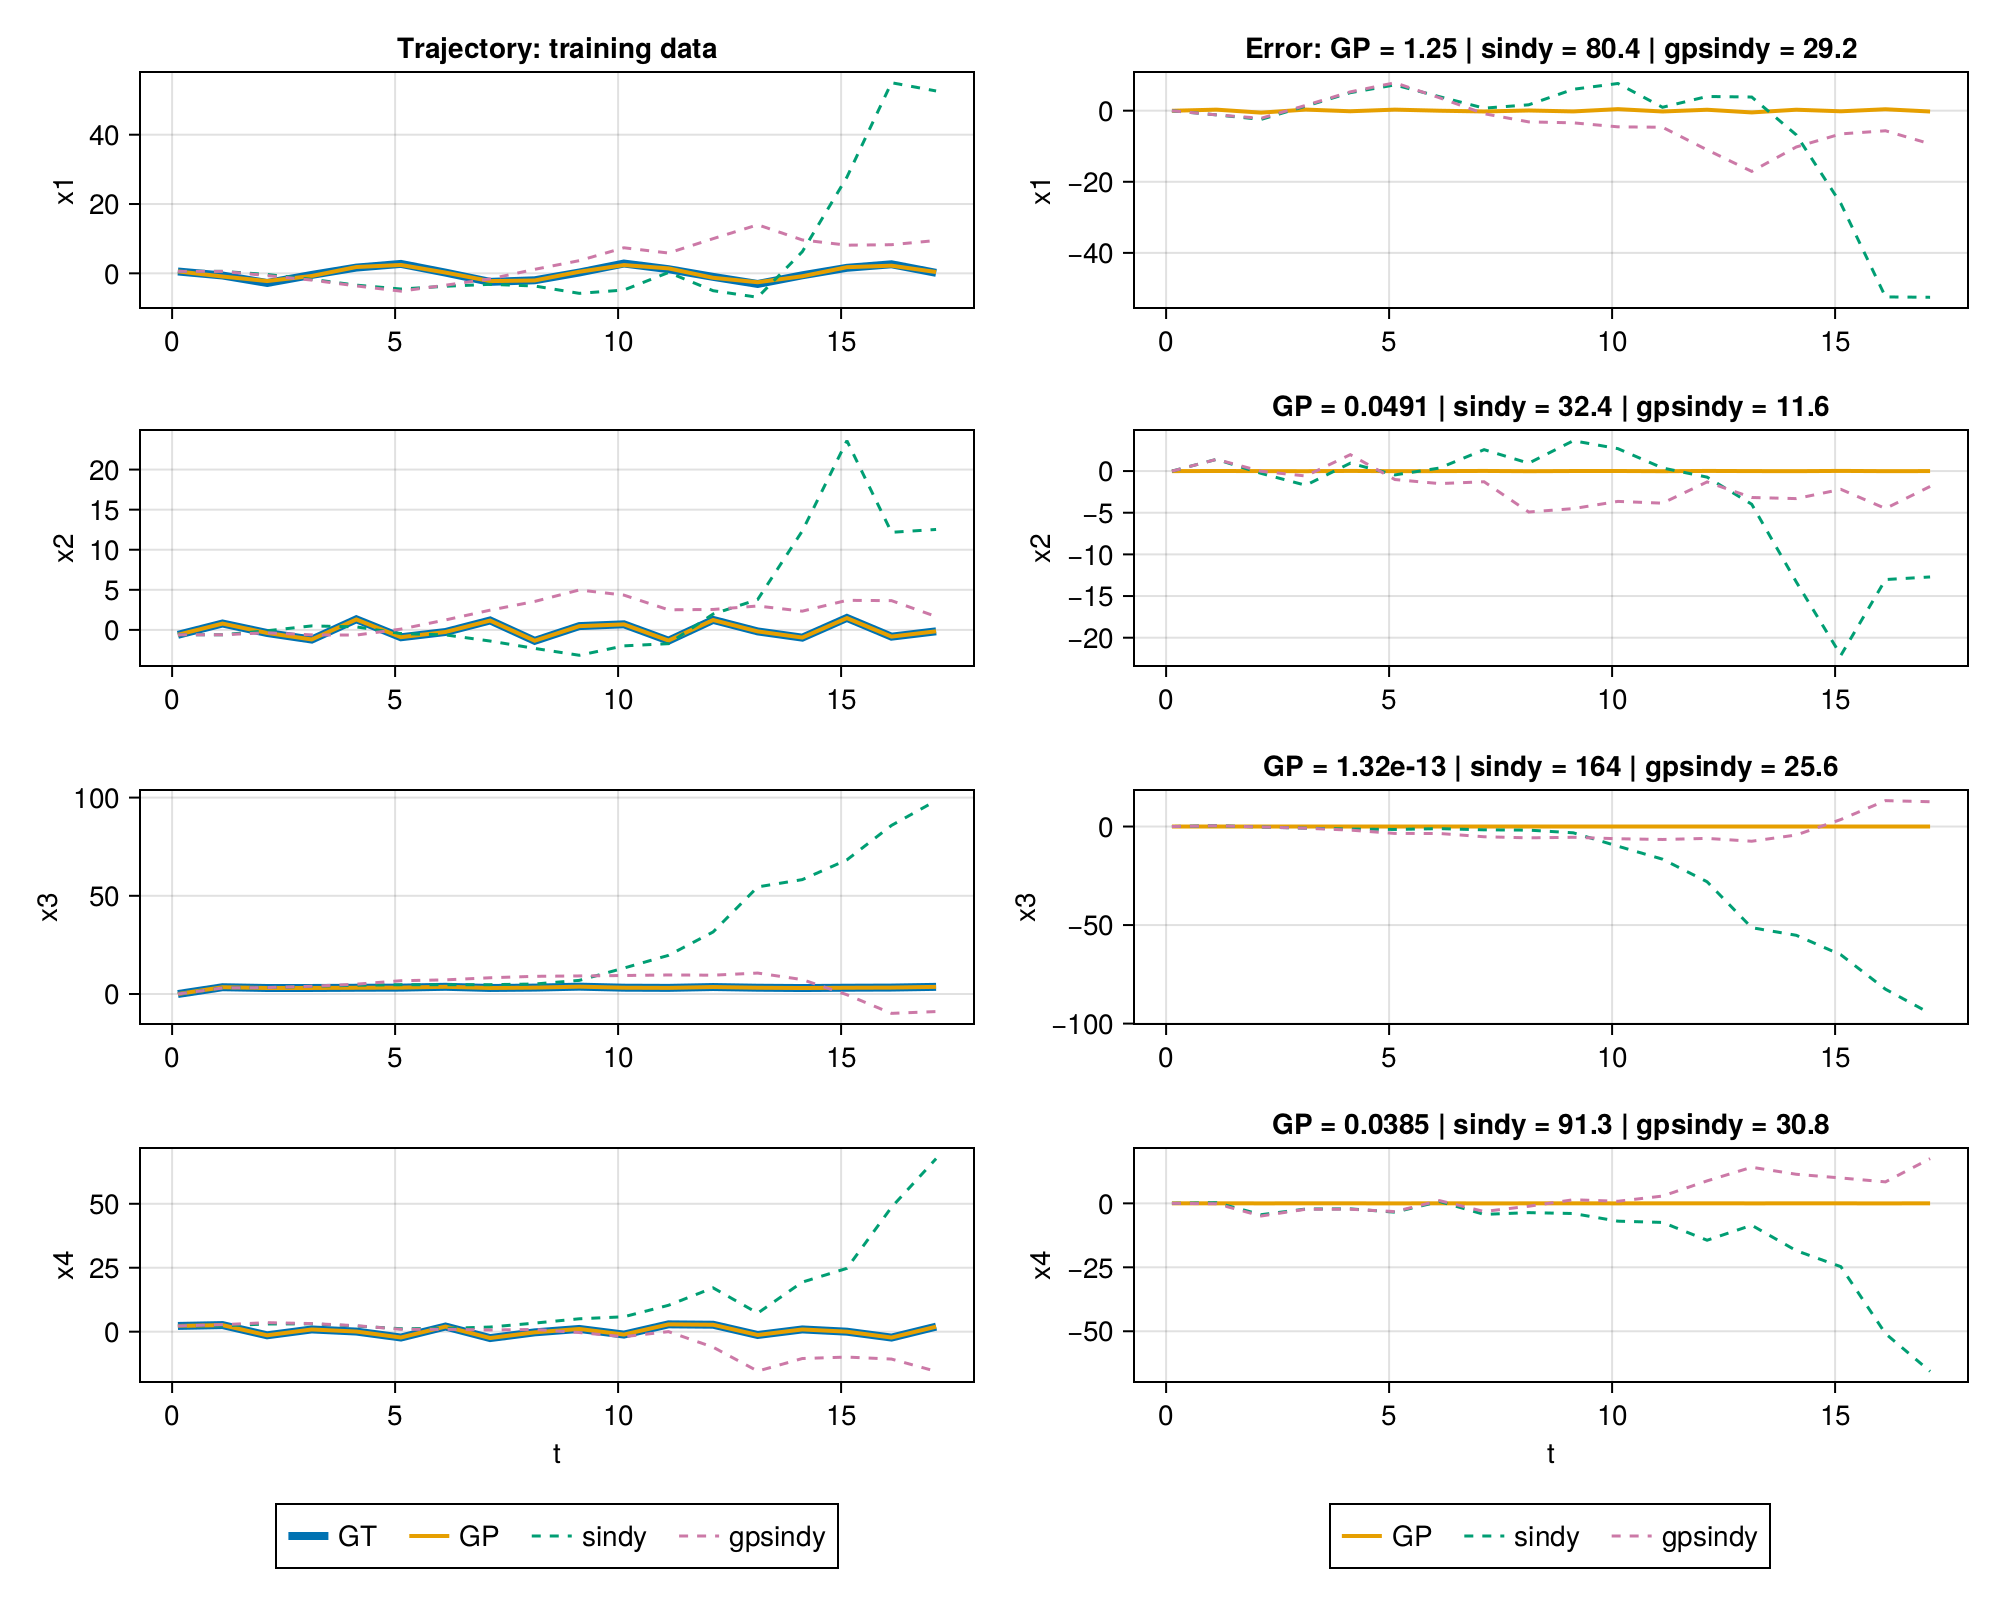 Trajectory: training data
Error: GP = 1.25 | sindy = 80.4 | gpsindy = 29.2
x1
40
20
0
0 5 10 15
x1
0
−20
−40
0 5 10 15
GP = 0.0491 | sindy = 32.4 | gpsindy = 11.6
x2
20
15
10
5
0
0 5 10 15
x2
0
−5
−10
−15
−20
0 5 10 15
GP = 1.32e-13 | sindy = 164 | gpsindy = 25.6
x3
100
50
0
0 5 10 15
x3
0
−50
−100
0 5 10 15
GP = 0.0385 | sindy = 91.3 | gpsindy = 30.8
x4
50
25
0
0 5 10 15
t
x4
0
−25
−50
0 5 10 15
t
GT GP sindy gpsindy
GP sindy gpsindy